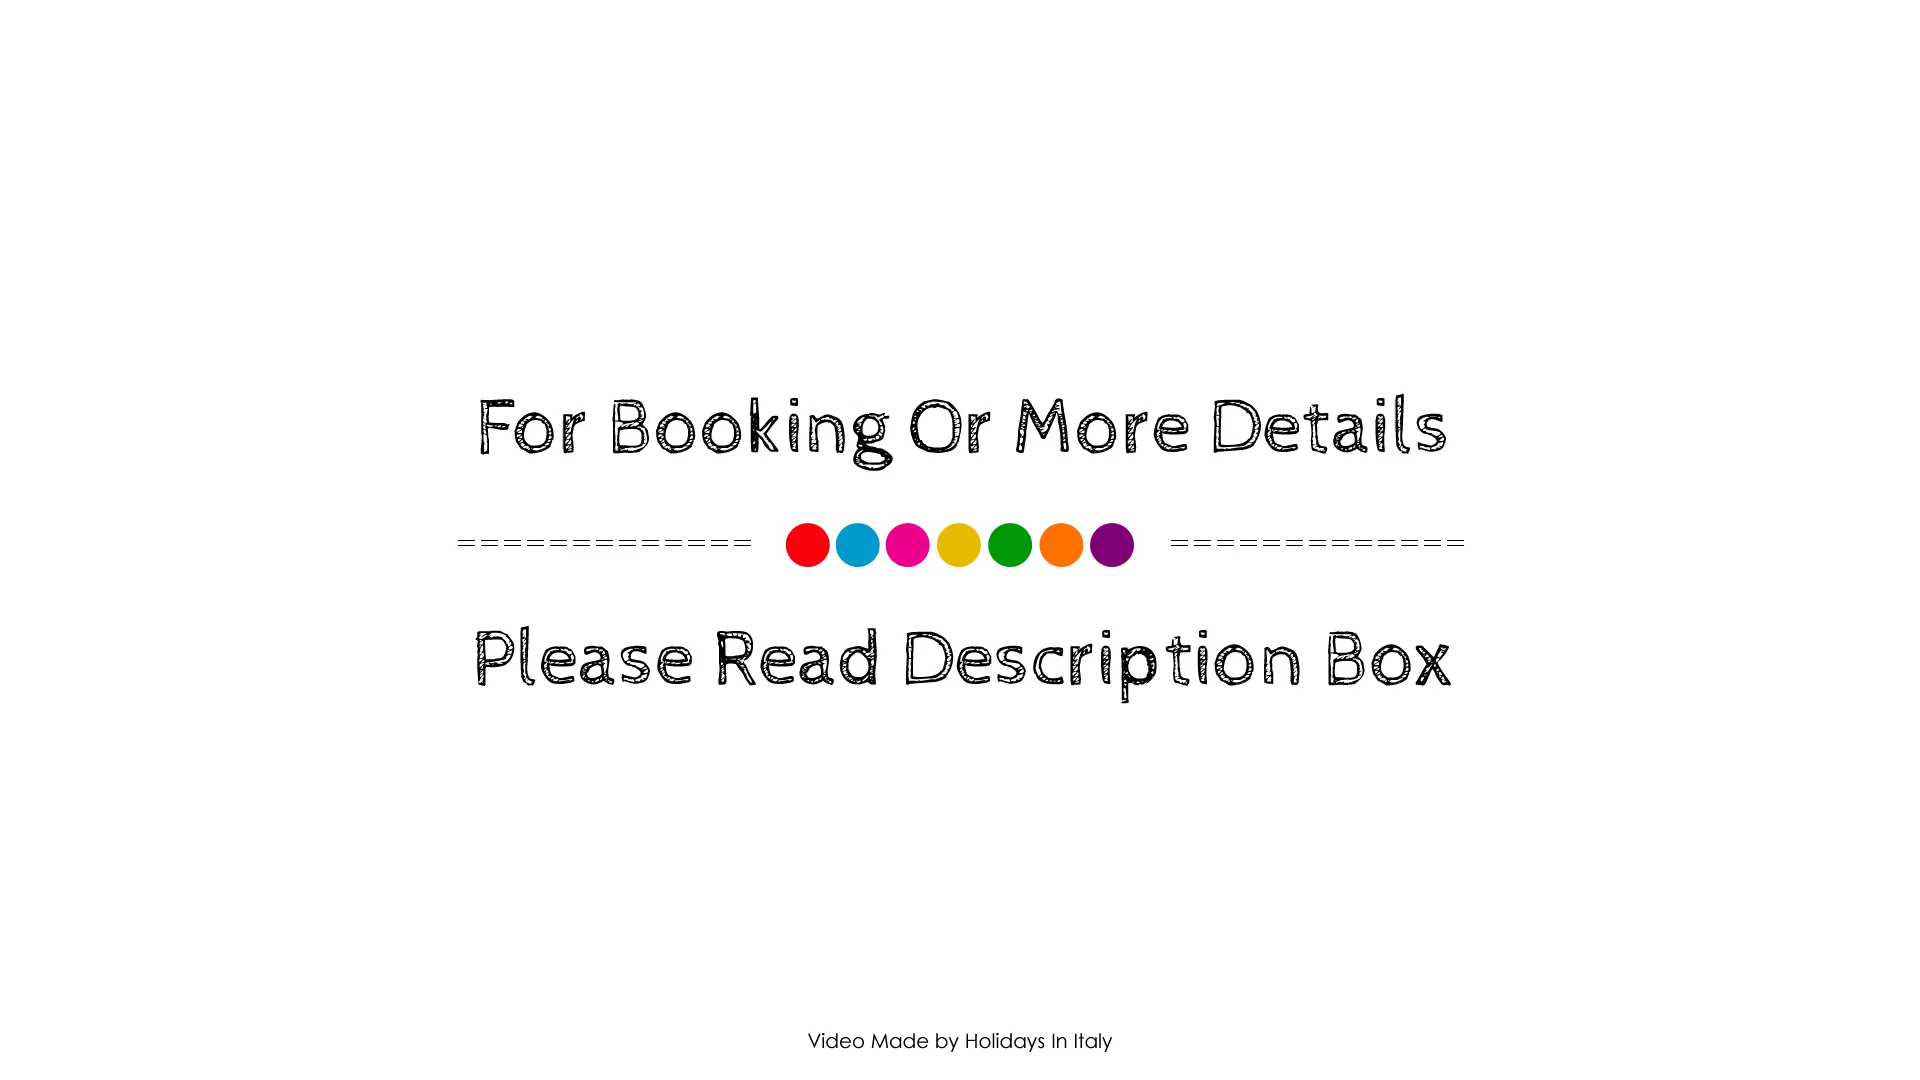 For Booking Or More Details
============= =============
Please Read Description Box
Video Made by Holidays In Italy